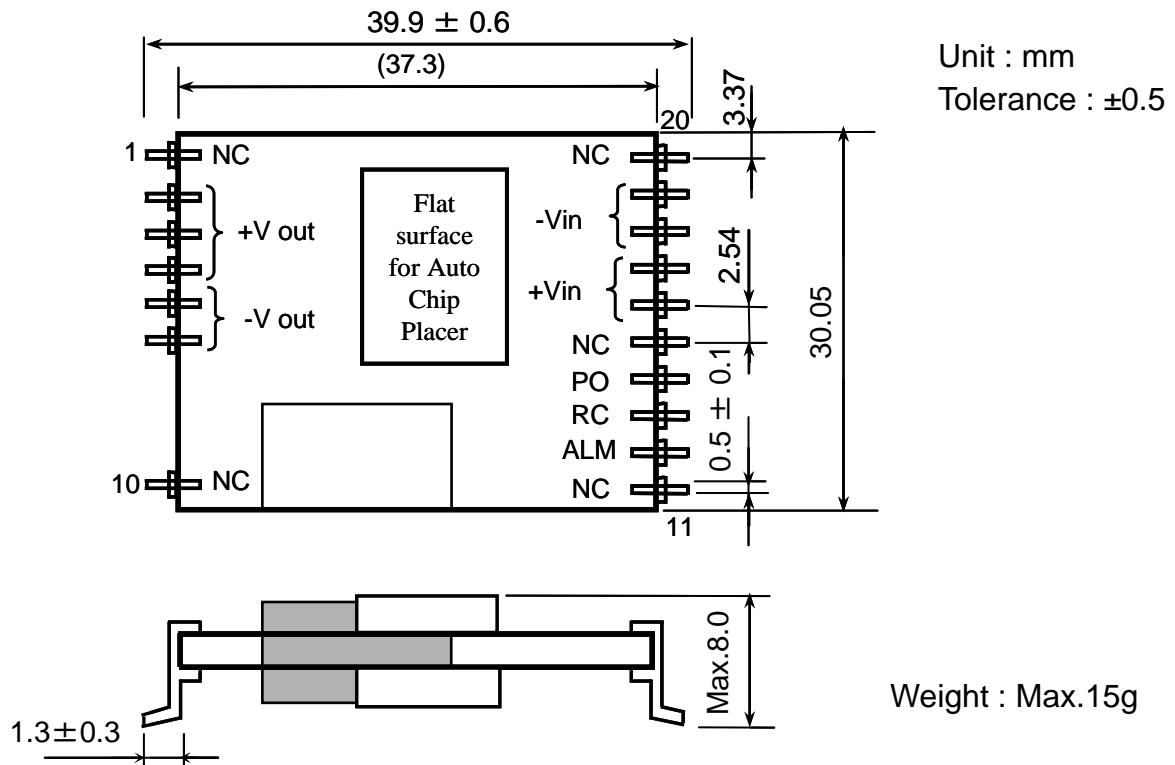 39.9 ± 0.6
(37.3)
Unit : mm
Tolerance : ±0.5
3.37
20
1
NC
NC
+V out
-V out
Flat
surface
for Auto
Chip
Placer
-Vin
+Vin
2.54
30.05
NC
PO
RC
ALM
NC
0.5 ± 0.1
10
NC
11
Max.8.0
Weight : Max.15g
1.3±0.3